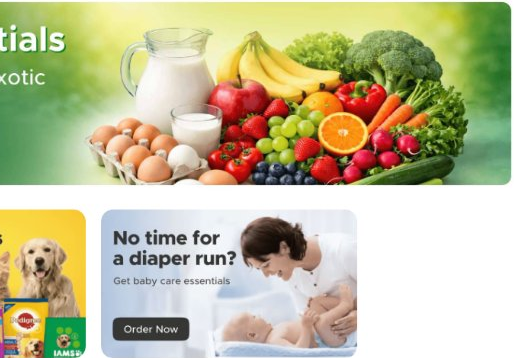 tials
xotic
s
No time for
a diaper run?
Get baby care essentials
Order Now
Pedigree
IAMS